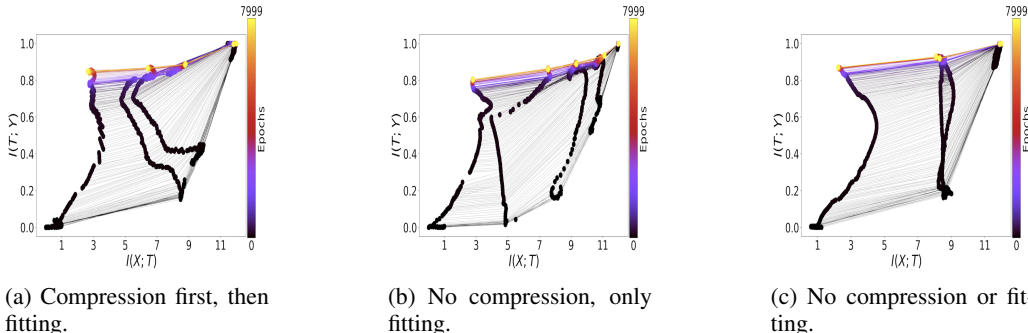 7999
1.0
0.8
0.6
0.4
0.2
0.0
I(T; Y)
1 3 5 7 9 11
I(X; T)
Epochs
0
(a) Compression first, then
fitting.
7999
1.0
0.8
0.6
0.4
0.2
0.0
I(T; Y)
1 3 5 7 9 11
I(X; T)
Epochs
0
(b) No compression, only
fitting.
7999
1.0
0.8
0.6
0.4
0.2
0.0
I(T; Y)
1 3 5 7 9 11
I(X; T)
Epochs
0
(c) No compression or fit-
ting.